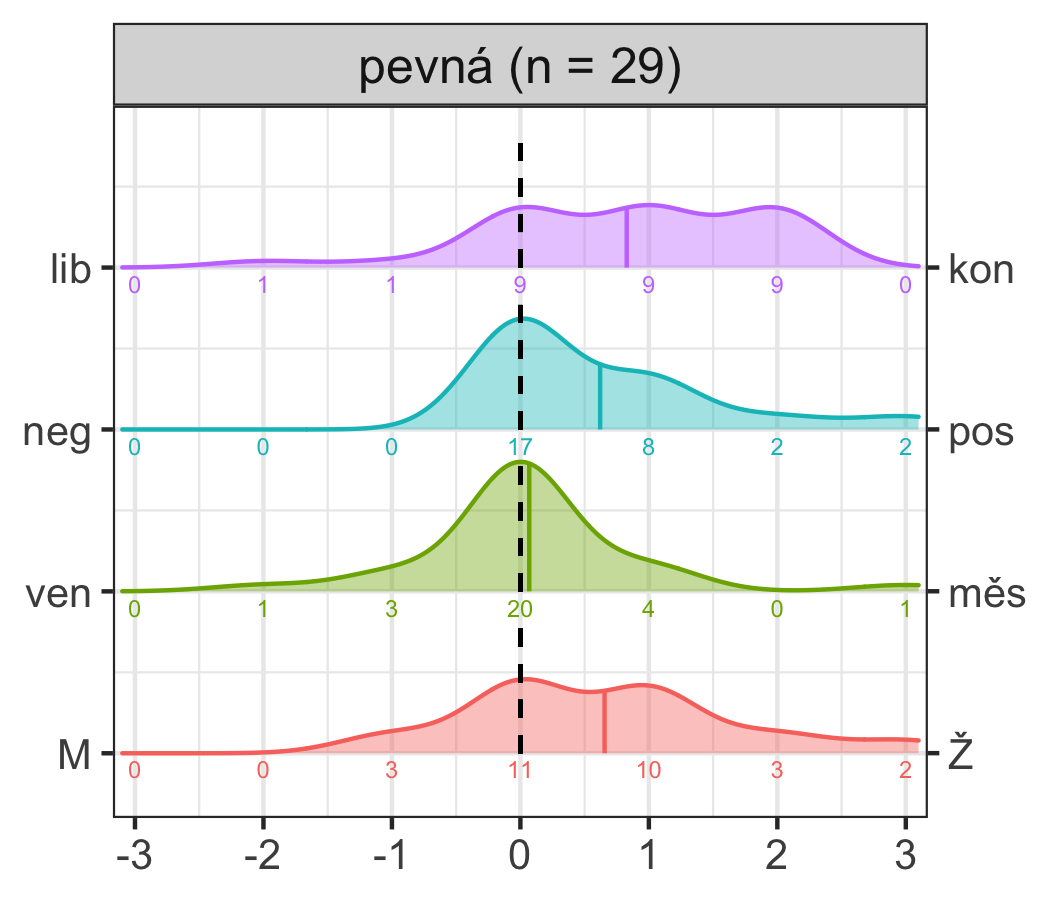 pevná (n = 29)
lib kon
0 1 1 9 9 9 0
neg pos
0 0 0 17 8 2 2
ven měs
0 1 3 20 4 0 1
M Ž
0 0 3 11 10 3 2
-3 -2 -1 0 1 2 3